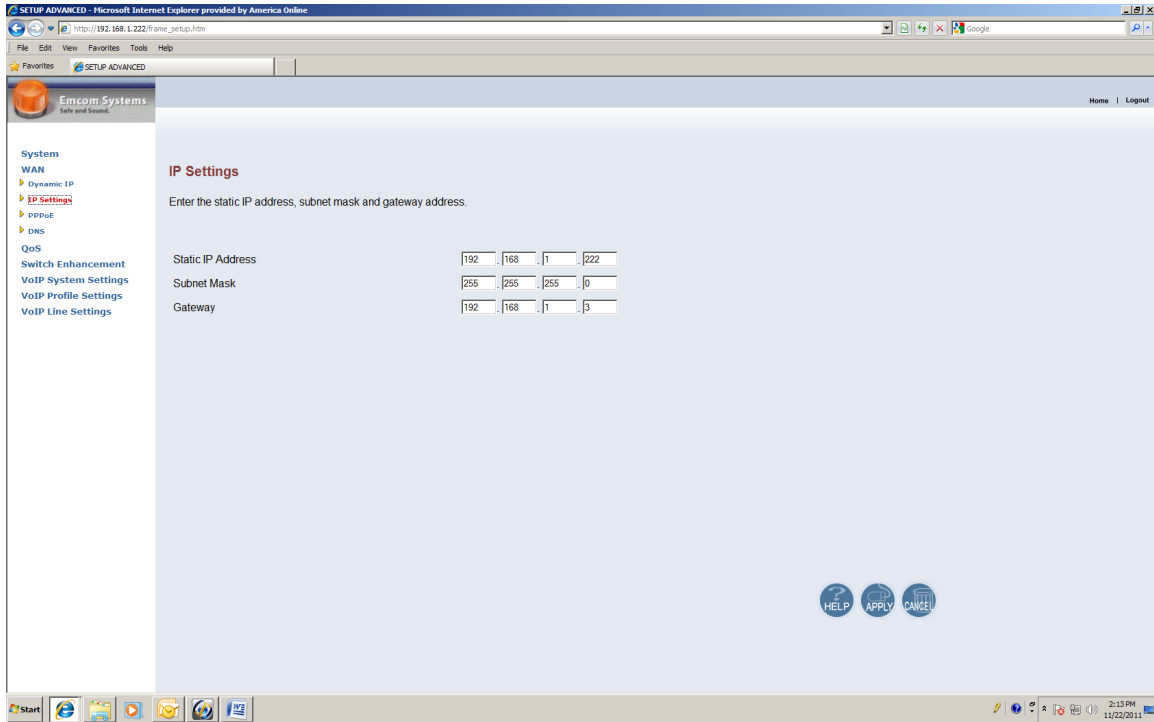 SETUP ADVANCED - Microsoft Internet Explorer provided by America Online
http://192.168.1.222/frame_setup.htm
Google
File Edit View Favorites Tools Help
Favorites SETUP ADVANCED
Emcom Systems
Safe and Sound.
Home | Logout
System
WAN
Dynamic IP
IP Settings
PPPoE
DNS
QoS
Switch Enhancement
VoIP System Settings
VoIP Profile Settings
VoIP Line Settings
IP Settings
Enter the static IP address, subnet mask and gateway address.
Static IP Address 192 . 168 . 1 . 222
Subnet Mask 255 . 255 . 255 . 0
Gateway 192 . 168 . 1 . 3
HELP APPLY CANCEL
Start
2:13 PM
11/22/2011